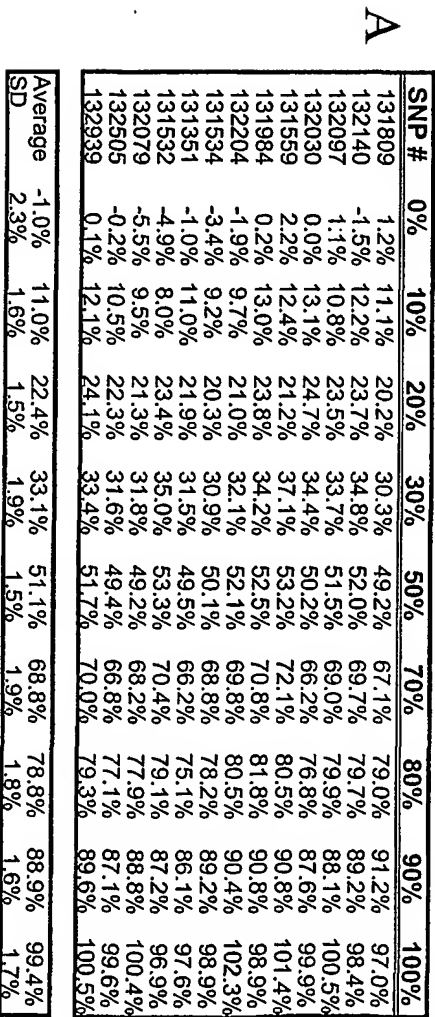 A
SNP # 0% 10% 20% 30% 50% 70% 80% 90% 100%
131809 1.2% 11.1% 20.2% 30.3% 49.2% 67.1% 79.0% 91.2% 97.0%
132140 -1.5% 12.2% 23.7% 34.8% 52.0% 69.7% 79.7% 89.2% 98.4%
132097 1.1% 10.8% 23.5% 33.7% 51.5% 69.0% 79.9% 88.1% 100.5%
132030 0.0% 13.1% 24.7% 34.4% 50.2% 66.2% 76.8% 87.6% 99.9%
131559 2.2% 12.4% 21.2% 37.1% 53.2% 72.1% 80.5% 90.8% 101.4%
131984 0.2% 13.0% 23.8% 34.2% 52.5% 70.8% 81.8% 90.8% 98.9%
132204 -1.9% 9.7% 21.0% 32.1% 52.1% 69.8% 80.5% 90.4% 102.3%
131534 -3.4% 9.2% 20.3% 30.9% 50.1% 68.8% 78.2% 89.2% 98.9%
131351 -1.0% 11.0% 21.9% 31.5% 49.5% 66.2% 75.1% 86.1% 97.6%
131532 -4.9% 8.0% 23.4% 35.0% 53.3% 70.4% 79.1% 87.2% 96.9%
132079 -5.5% 9.5% 21.3% 31.8% 49.2% 68.2% 77.9% 88.8% 100.4%
132505 -0.2% 10.5% 22.3% 31.6% 49.4% 66.8% 77.1% 87.1% 99.6%
132939 0.1% 12.1% 24.1% 33.4% 51.7% 70.0% 79.3% 89.6% 100.5%
Average -1.0% 11.0% 22.4% 33.1% 51.1% 68.8% 78.8% 88.9% 99.4%
SD 2.3% 1.6% 1.5% 1.9% 1.5% 1.9% 1.8% 1.6% 1.7%